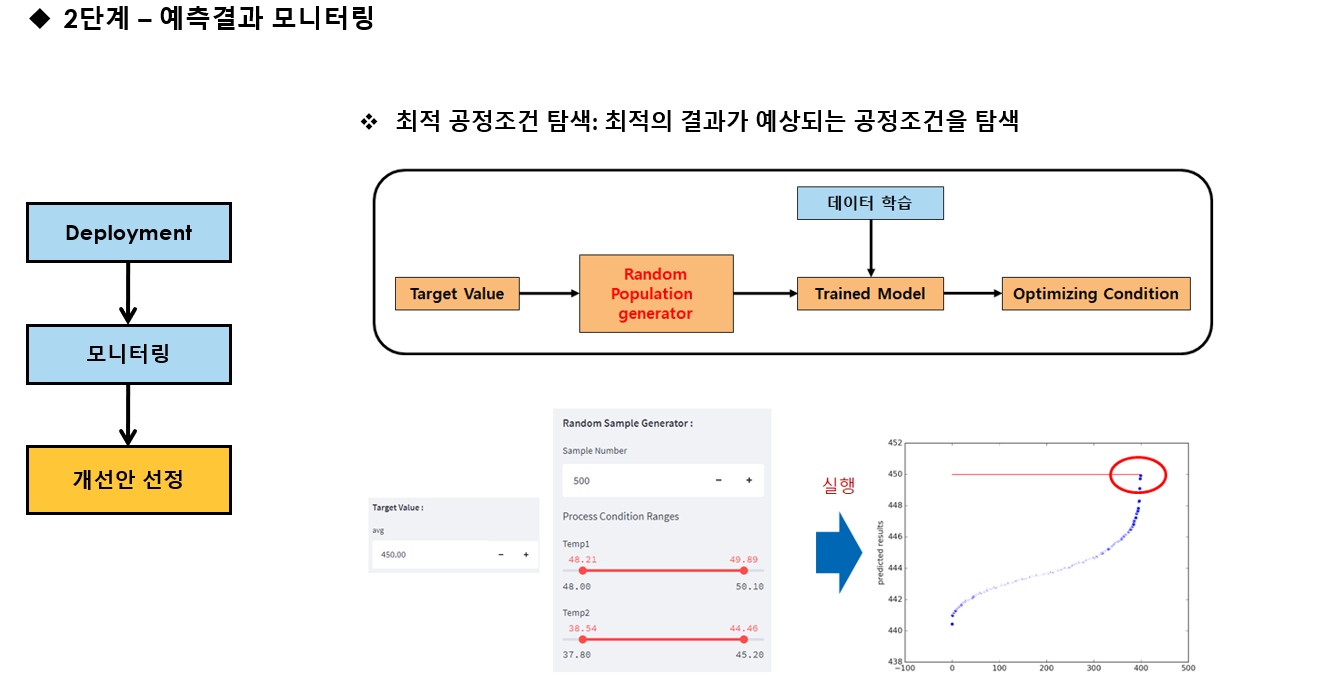 ◆ 2단계 – 예측결과 모니터링
❖ 최적 공정조건 탐색: 최적의 결과가 예상되는 공정조건을 탐색
Deployment
모니터링
개선안 선정
데이터 학습
Target Value
Random
Population
generator
Trained Model
Optimizing Condition
Target Value :
avg
450.00 − +
Random Sample Generator :
Sample Number
500 − +
Process Condition Ranges
Temp1
48.21 49.89
48.00 50.10
Temp2
38.54 44.46
37.80 45.20
실행
predicted results
452
450
448
446
444
442
440
438
−100 0 100 200 300 400 500